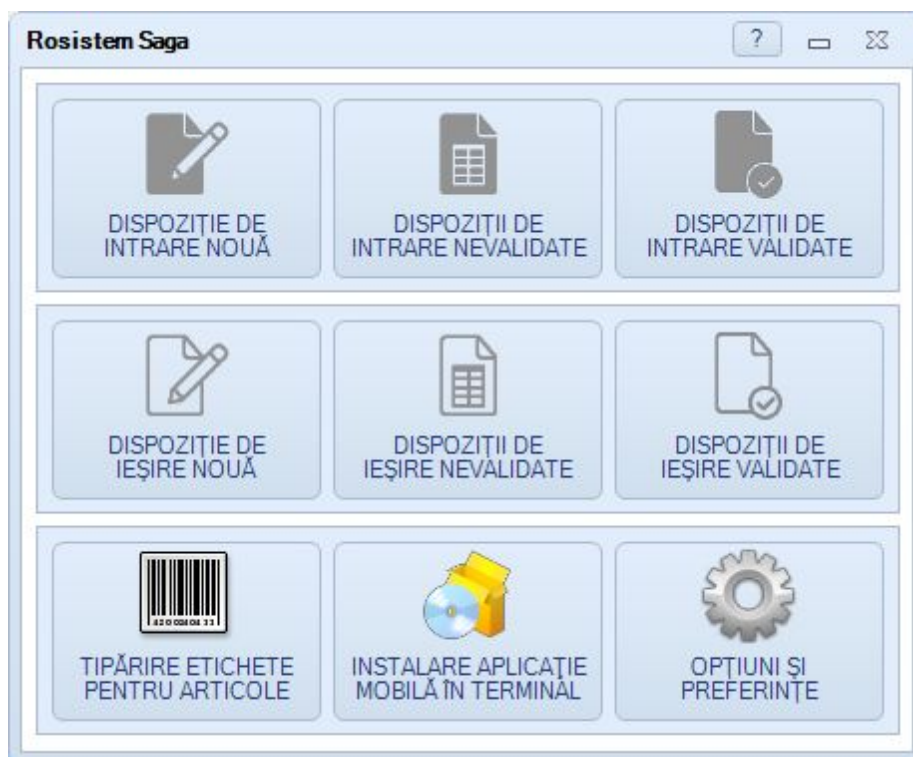 Rosistem Saga
?
DISPOZIȚIE DE
INTRARE NOUĂ
DISPOZIȚII DE
INTRARE NEVALIDATE
DISPOZIȚII DE
INTRARE VALIDATE
DISPOZIȚIE DE
IEȘIRE NOUĂ
DISPOZIȚII DE
IEȘIRE NEVALIDATE
DISPOZIȚII DE
IEȘIRE VALIDATE
TIPĂRIRE ETICHETE
PENTRU ARTICOLE
INSTALARE APLICAȚIE
MOBILĂ ÎN TERMINAL
OPȚIUNI ȘI
PREFERINȚE